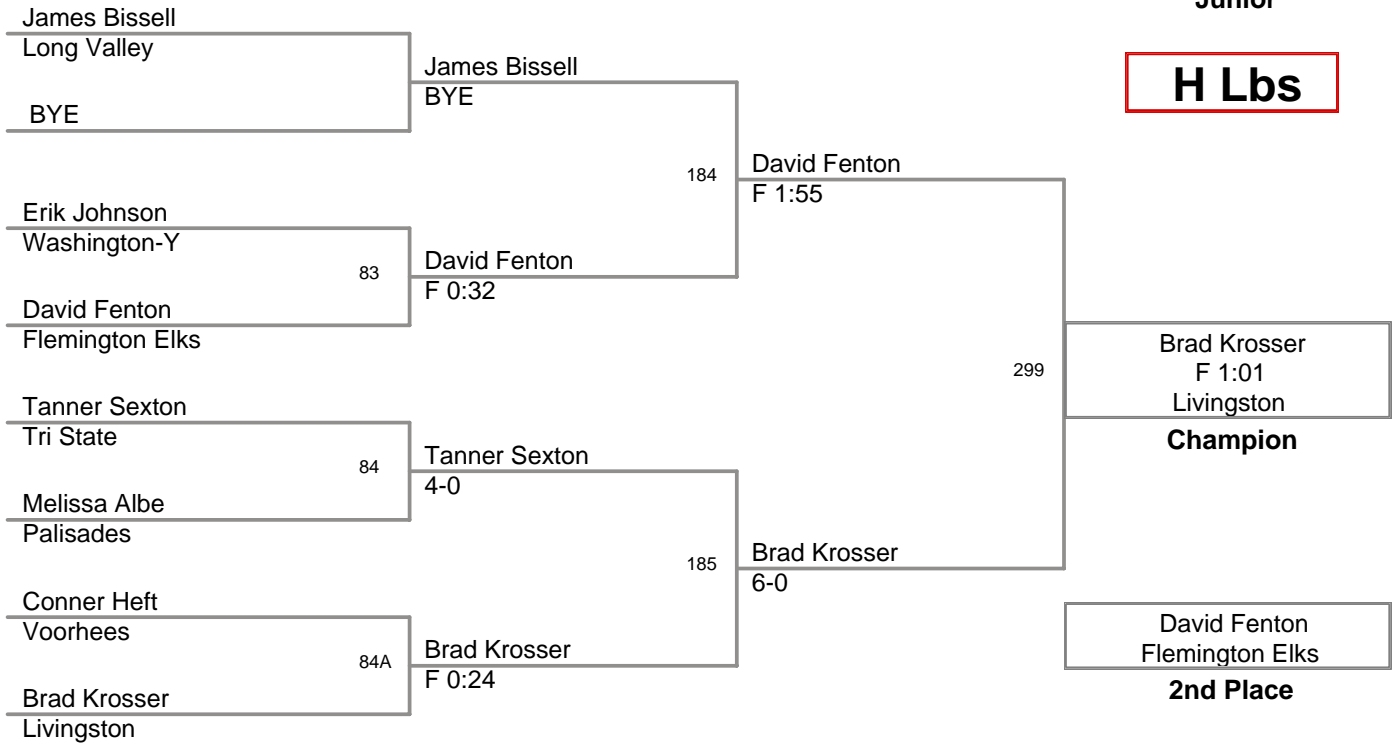 Junior
H Lbs
James Bissell
Long Valley
BYE
Erik Johnson
Washington-Y
83
David Fenton
Flemington Elks
Tanner Sexton
Tri State
84
Melissa Albe
Palisades
Conner Heft
Voorhees
84A
Brad Krosser
Livingston
James Bissell
BYE
184
David Fenton
F 0:32
Tanner Sexton
4-0
185
Brad Krosser
F 0:24
David Fenton
F 1:55
299
Brad Krosser
6-0
Brad Krosser
F 1:01
Livingston
Champion
David Fenton
Flemington Elks
2nd Place